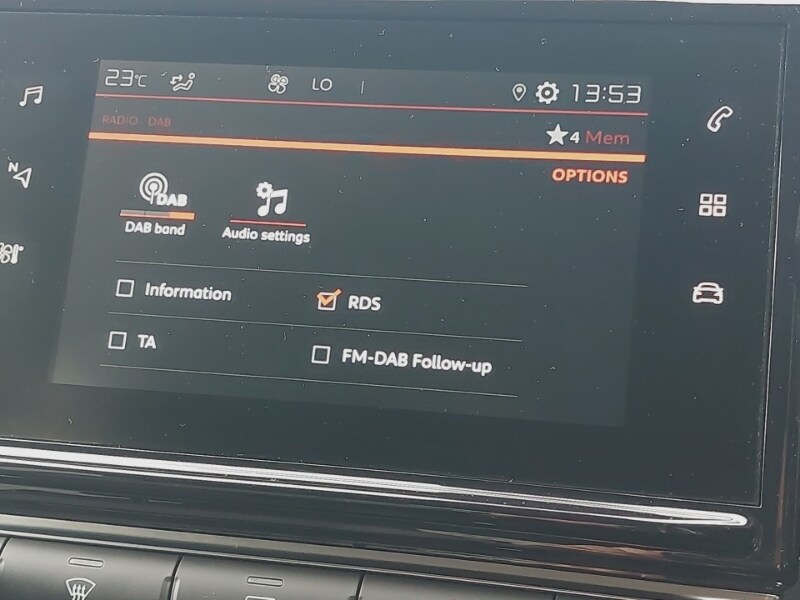 23°C LO 13:53
RADIO DAB 4 Mem
OPTIONS
DAB
DAB band Audio settings
Information RDS
TA FM-DAB Follow-up
N